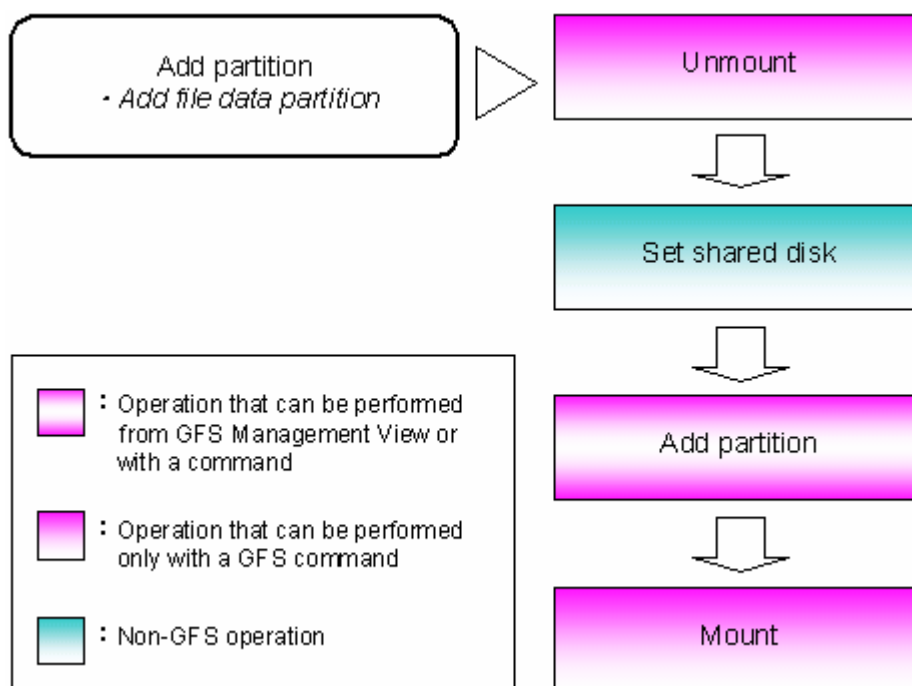 Add partition
・Add file data partition
Unmount
Set shared disk
Add partition
Mount
: Operation that can be performed
from GFS Management View or
with a command
: Operation that can be performed
only with a GFS command
: Non-GFS operation